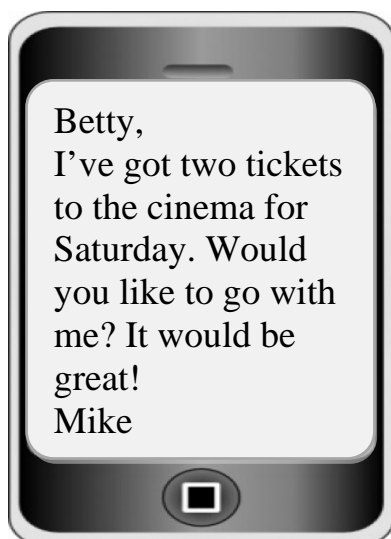 Betty,
I’ve got two tickets
to the cinema for
Saturday. Would
you like to go with
me? It would be
great!
Mike